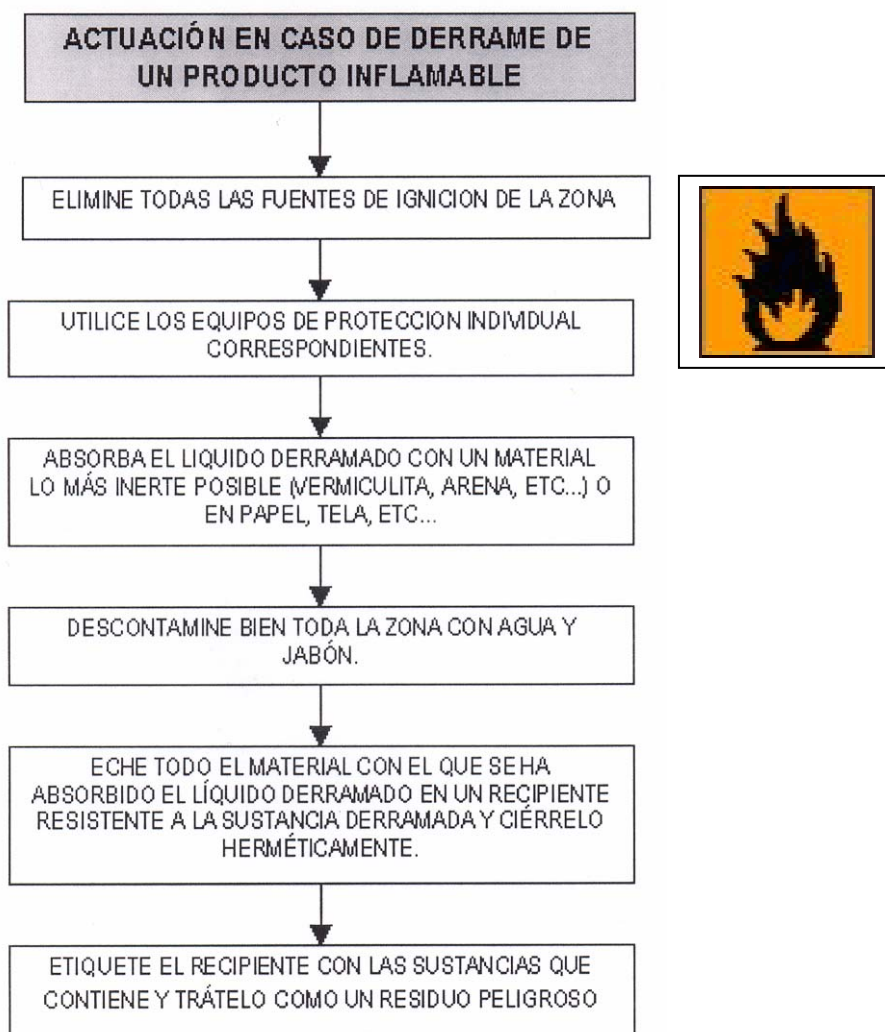 ACTUACIÓN EN CASO DE DERRAME DE
UN PRODUCTO INFLAMABLE
ELIMINE TODAS LAS FUENTES DE IGNICION DE LA ZONA
UTILICE LOS EQUIPOS DE PROTECCION INDIVIDUAL
CORRESPONDIENTES.
ABSORBA EL LIQUIDO DERRAMADO CON UN MATERIAL
LO MÁS INERTE POSIBLE (VERMICULITA, ARENA, ETC...) O
EN PAPEL, TELA, ETC...
DESCONTAMINE BIEN TODA LA ZONA CON AGUA Y
JABÓN.
ECHE TODO EL MATERIAL CON EL QUE SE HA
ABSORBIDO EL LÍQUIDO DERRAMADO EN UN RECIPIENTE
RESISTENTE A LA SUSTANCIA DERRAMADA Y CIÉRRELO
HERMÉTICAMENTE.
ETIQUETE EL RECIPIENTE CON LAS SUSTANCIAS QUE
CONTIENE Y TRÁTELO COMO UN RESIDUO PELIGROSO